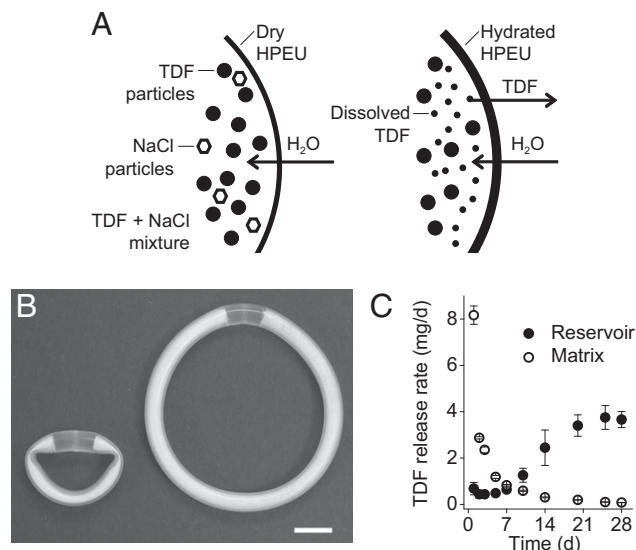 A
TDF
particles
NaCl
particles
TDF + NaCl
mixture
Dry
HPEU
H₂O
Hydrated
HPEU
TDF
Dissolved
TDF
H₂O
B
C
TDF release rate (mg/d)
8
6
4
2
0
Reservoir
Matrix
0 7 14 21 28
Time (d)